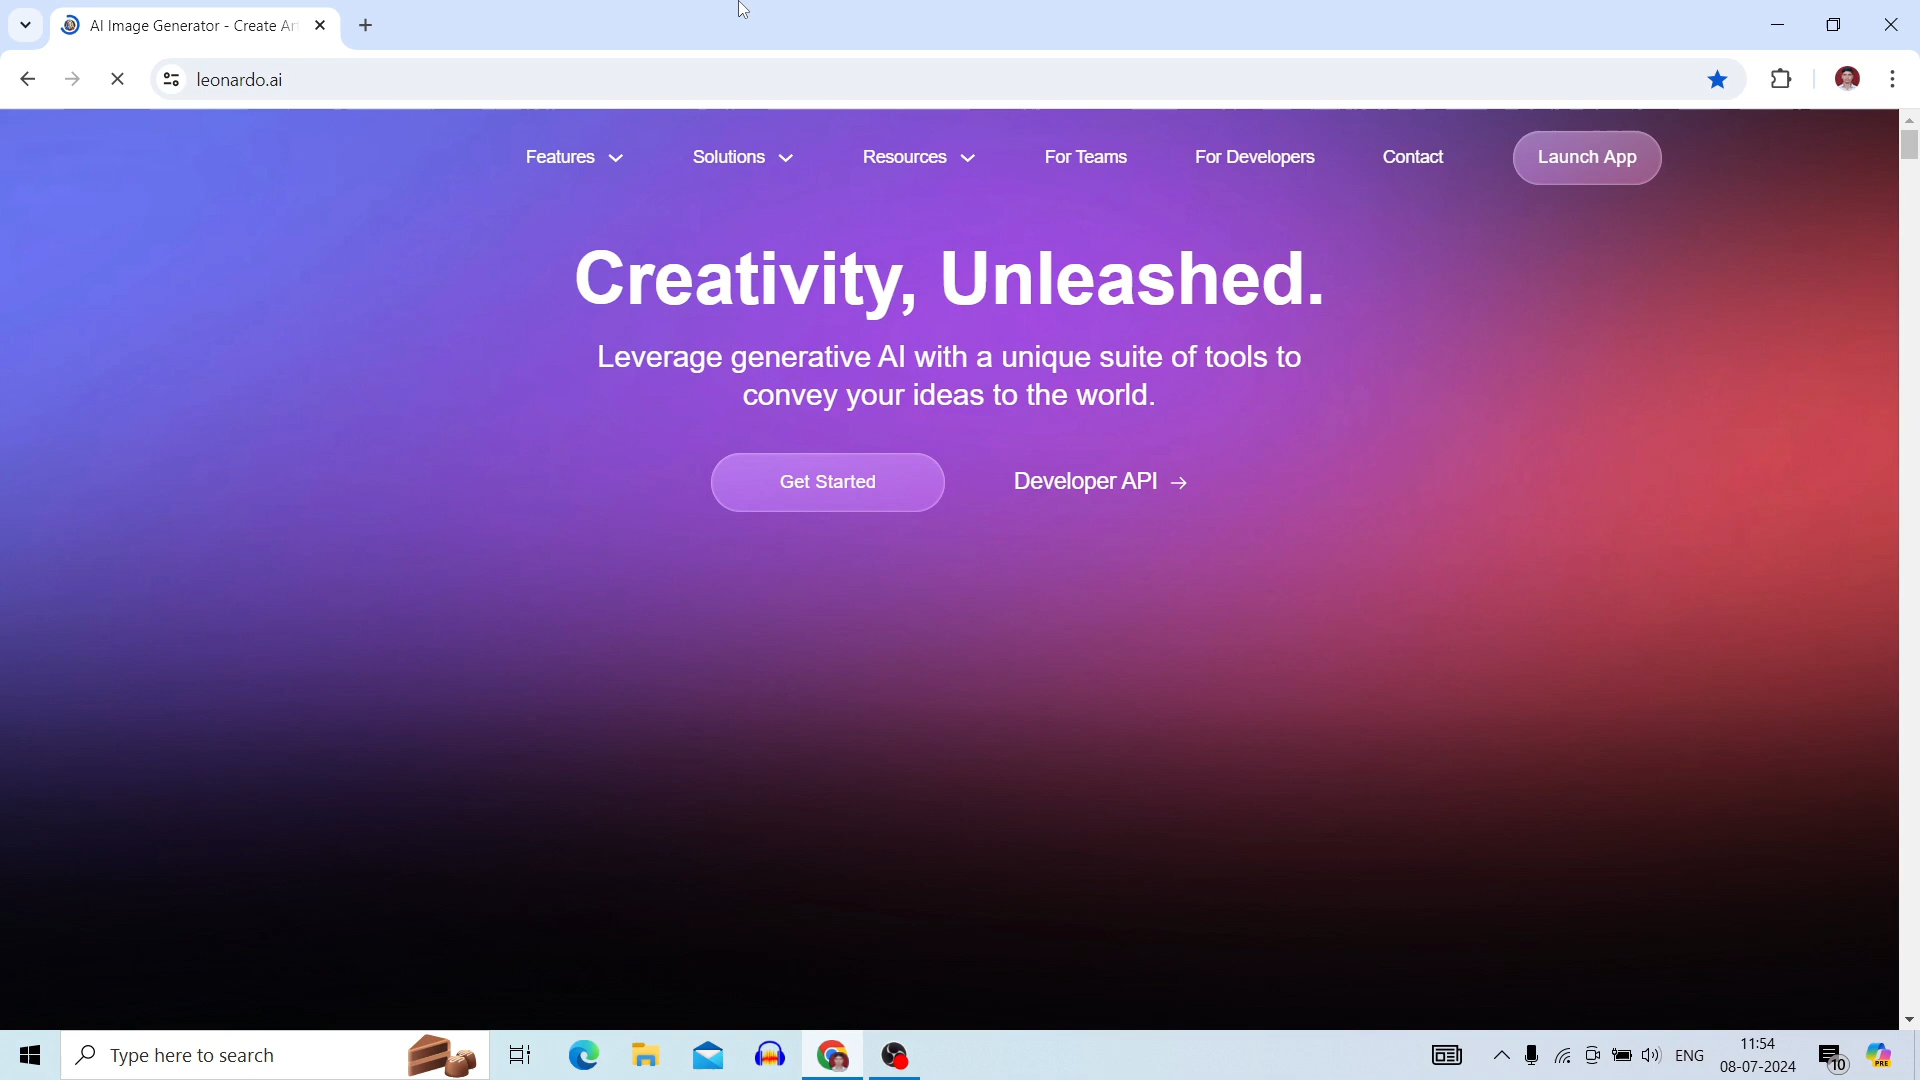 AI Image Generator - Create Ar
leonardo.ai
Features
Solutions
Resources
For Teams
For Developers
Contact
Launch App
Creativity, Unleashed.
Leverage generative AI with a unique suite of tools to
convey your ideas to the world.
Get Started
Developer API →
Type here to search
ENG
11:54
08-07-2024
10
PRE